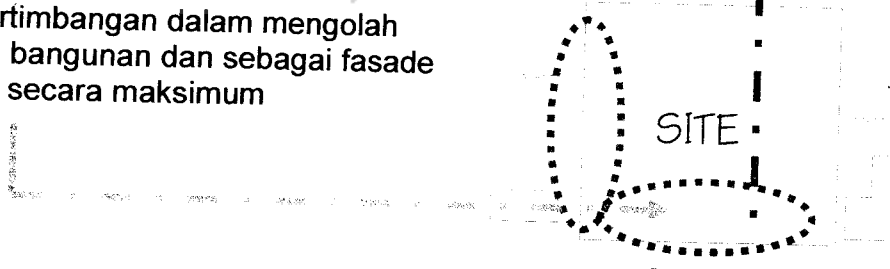 rtimbangan dalam mengolah
bangunan dan sebagai fasade
secara maksimum
SITE